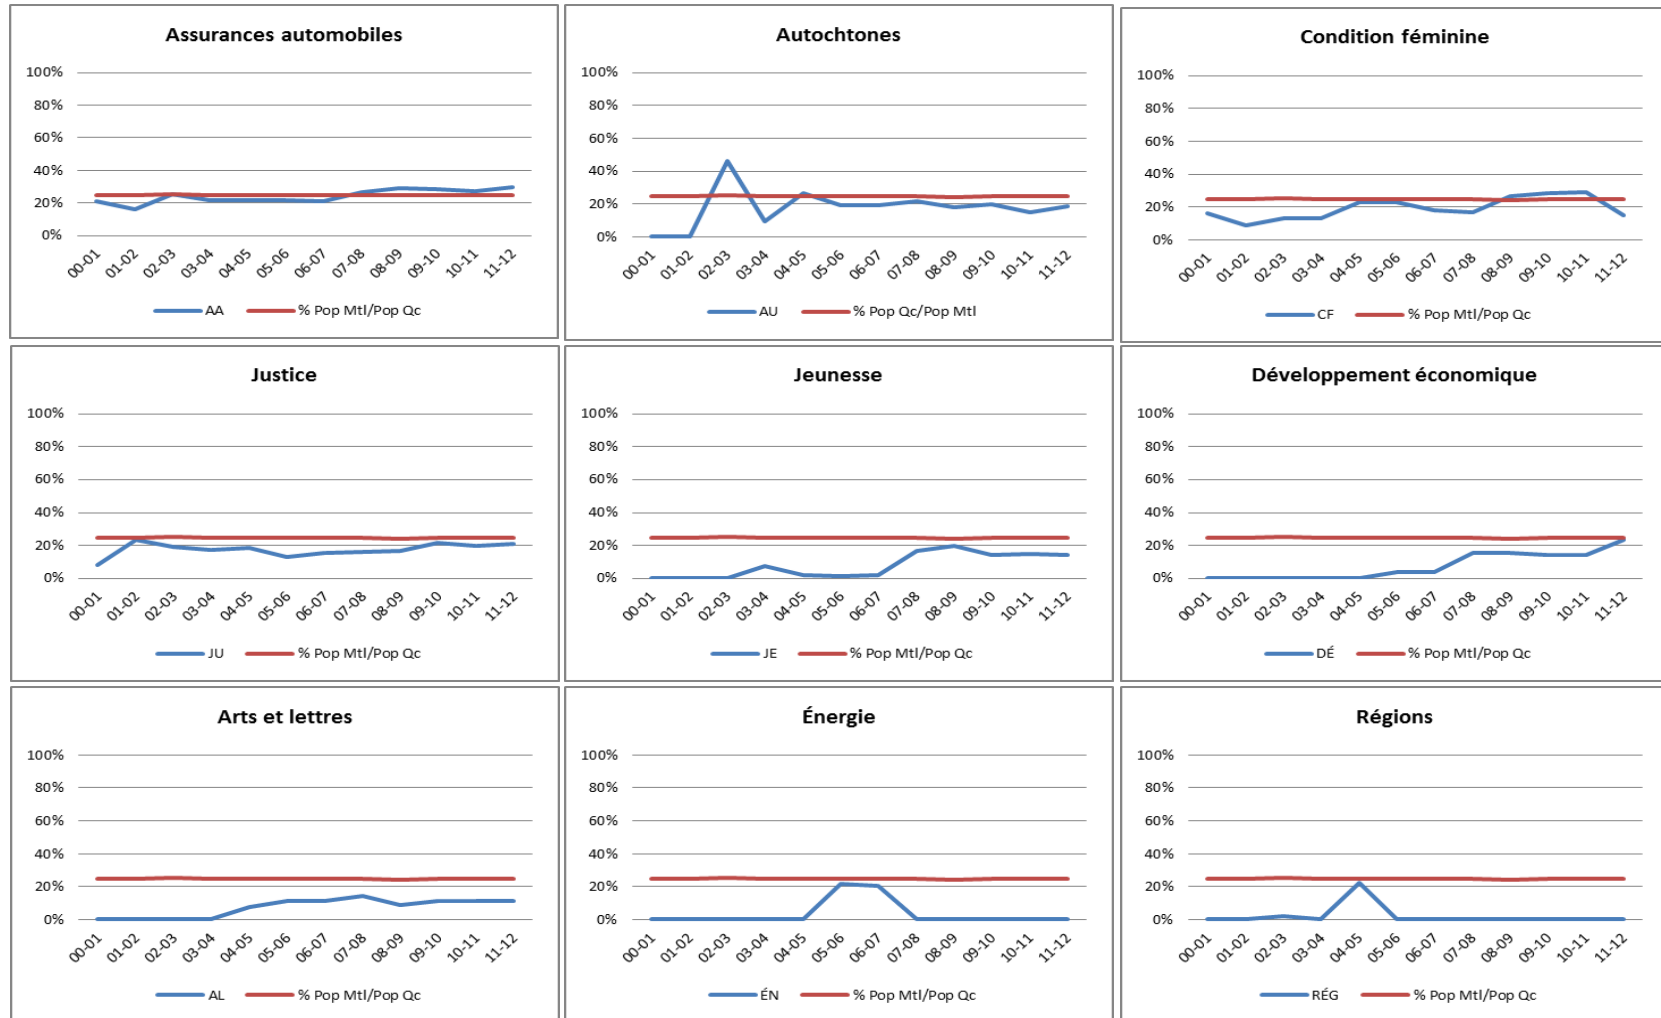 Assurances automobiles
100%
80%
60%
40%
20%
0%
00-01 01-02 02-03 03-04 04-05 05-06 06-07 07-08 08-09 09-10 10-11 11-12
AA % Pop Mtl/Pop Qc
Autochtones
100%
80%
60%
40%
20%
0%
00-01 01-02 02-03 03-04 04-05 05-06 06-07 07-08 08-09 09-10 10-11 11-12
AU % Pop Qc/Pop Mtl
Condition féminine
100%
80%
60%
40%
20%
0%
00-01 01-02 02-03 03-04 04-05 05-06 06-07 07-08 08-09 09-10 10-11 11-12
CF % Pop Mtl/Pop Qc
Justice
100%
80%
60%
40%
20%
0%
00-01 01-02 02-03 03-04 04-05 05-06 06-07 07-08 08-09 09-10 10-11 11-12
JU % Pop Mtl/Pop Qc
Jeunesse
100%
80%
60%
40%
20%
0%
00-01 01-02 02-03 03-04 04-05 05-06 06-07 07-08 08-09 09-10 10-11 11-12
JE % Pop Mtl/Pop Qc
Développement économique
100%
80%
60%
40%
20%
0%
00-01 01-02 02-03 03-04 04-05 05-06 06-07 07-08 08-09 09-10 10-11 11-12
DÉ % Pop Mtl/Pop Qc
Arts et lettres
100%
80%
60%
40%
20%
0%
00-01 01-02 02-03 03-04 04-05 05-06 06-07 07-08 08-09 09-10 10-11 11-12
AL % Pop Mtl/Pop Qc
Énergie
100%
80%
60%
40%
20%
0%
00-01 01-02 02-03 03-04 04-05 05-06 06-07 07-08 08-09 09-10 10-11 11-12
ÉN % Pop Mtl/Pop Qc
Régions
100%
80%
60%
40%
20%
0%
00-01 01-02 02-03 03-04 04-05 05-06 06-07 07-08 08-09 09-10 10-11 11-12
RÉG % Pop Mtl/Pop Qc